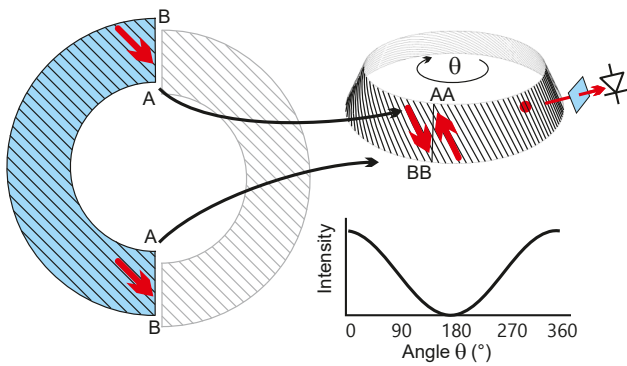 B
A
A
B
θ
AA
BB
Intensity
0 90 180 270 360
Angle θ (°)